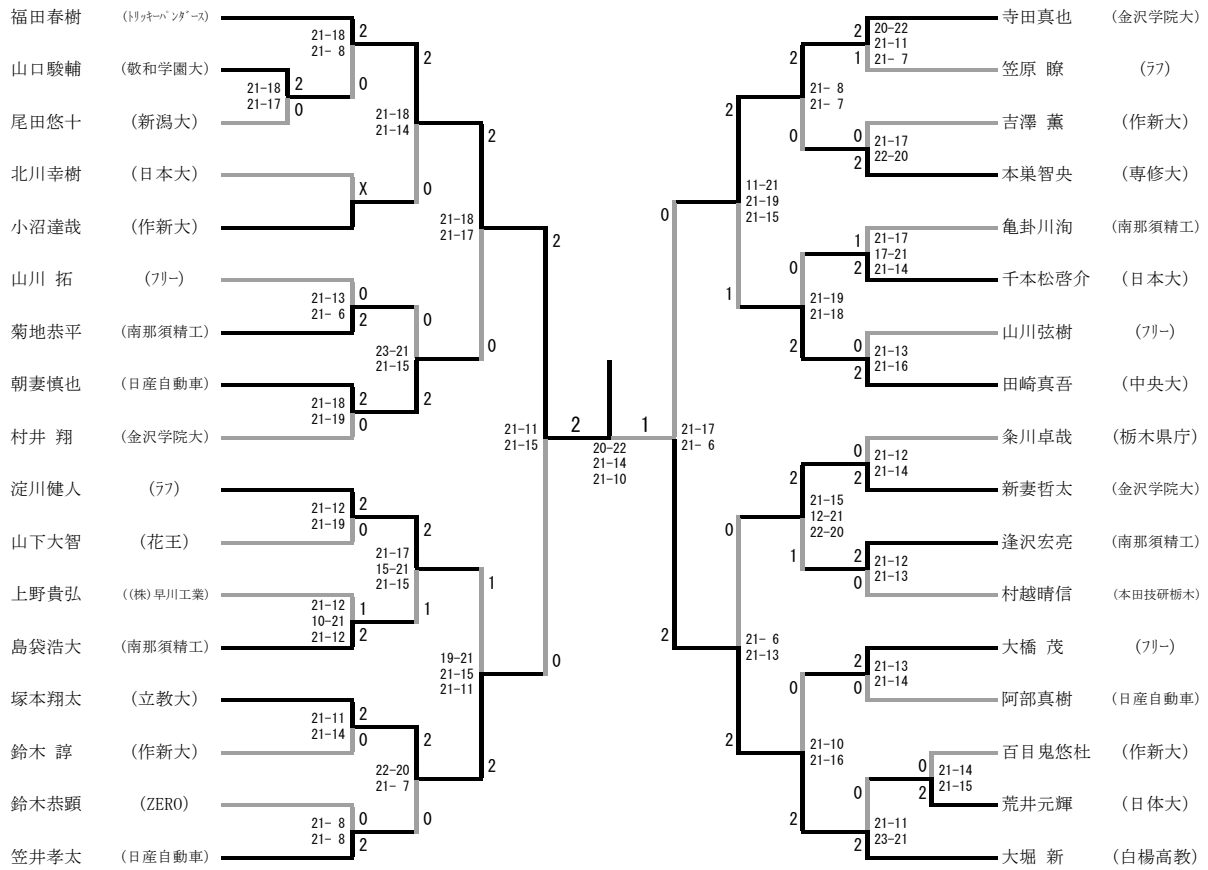 福田春樹 (ﾄﾘｯｷｰﾊﾟﾝﾀﾞｰｽ)
山口駿輔 (敬和学園大)
尾田悠十 (新潟大)
北川幸樹 (日本大)
小沼達哉 (作新大)
山川 拓 (ﾌﾘｰ)
菊地恭平 (南那須精工)
朝妻慎也 (日産自動車)
村井 翔 (金沢学院大)
淀川健人 (ﾗﾌ)
山下大智 (花王)
上野貴弘 ((株)早川工業)
島袋浩大 (南那須精工)
塚本翔太 (立教大)
鈴木 諄 (作新大)
鈴木恭顕 (ZERO)
笠井孝太 (日産自動車)
21-18 2
21- 8
0
21-18 2
21-17 0
X
21-13 0
21- 6 2
21-18 2
21-19 0
21-12 2
21-19 0
21-12 1
10-21
21-12 2
21-11 2
21-14 0
21- 8 0
21- 8 2
2
21-18
21-14
0
0
23-21
21-15
2
2
21-17
15-21
21-15
1
2
22-20
21- 7
0
2
21-18
21-17
0
1
19-21
21-15
21-11
2
2
21-11
21-15
0
2 1
20-22
21-14
21-10
0
21-17
21- 6
2
2
11-21
21-19
21-15
1
0
21- 6
21-13
2
2
21- 8
21- 7
0
0
21-19
21-18
2
2
21-15
12-21
22-20
1
0
21-10
21-16
2
2 20-22
21-11
1 21- 7
0 21-17
2 22-20
1 21-17
17-21
2 21-14
0 21-13
2 21-16
0 21-12
2 21-14
2 21-12
0 21-13
2 21-13
0 21-14
0 21-14
2 21-15
0
21-11
23-21
2
寺田真也 (金沢学院大)
笠原 瞭 (ﾗﾌ)
吉澤 薫 (作新大)
本巣智央 (専修大)
亀卦川洵 (南那須精工)
千本松啓介 (日本大)
山川弦樹 (ﾌﾘｰ)
田崎真吾 (中央大)
粂川卓哉 (栃木県庁)
新妻哲太 (金沢学院大)
逢沢宏亮 (南那須精工)
村越晴信 (本田技研栃木)
大橋 茂 (ﾌﾘｰ)
阿部真樹 (日産自動車)
百目鬼悠杜 (作新大)
荒井元輝 (日体大)
大堀 新 (白楊高教)